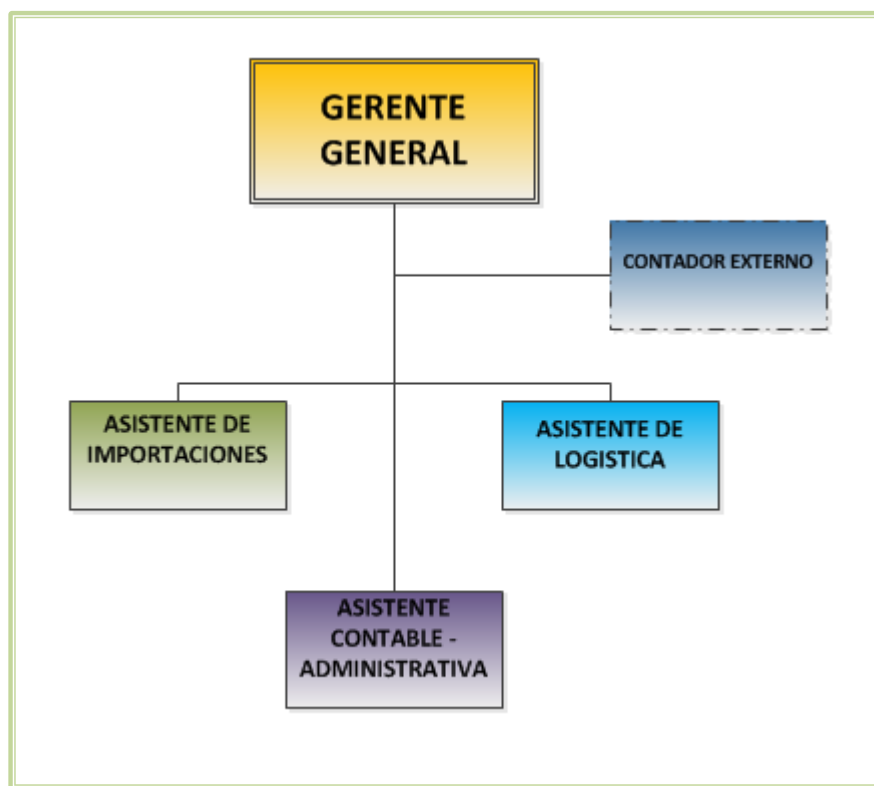 GERENTE
GENERAL
CONTADOR EXTERNO
ASISTENTE DE
IMPORTACIONES
ASISTENTE DE
LOGISTICA
ASISTENTE
CONTABLE -
ADMINISTRATIVA